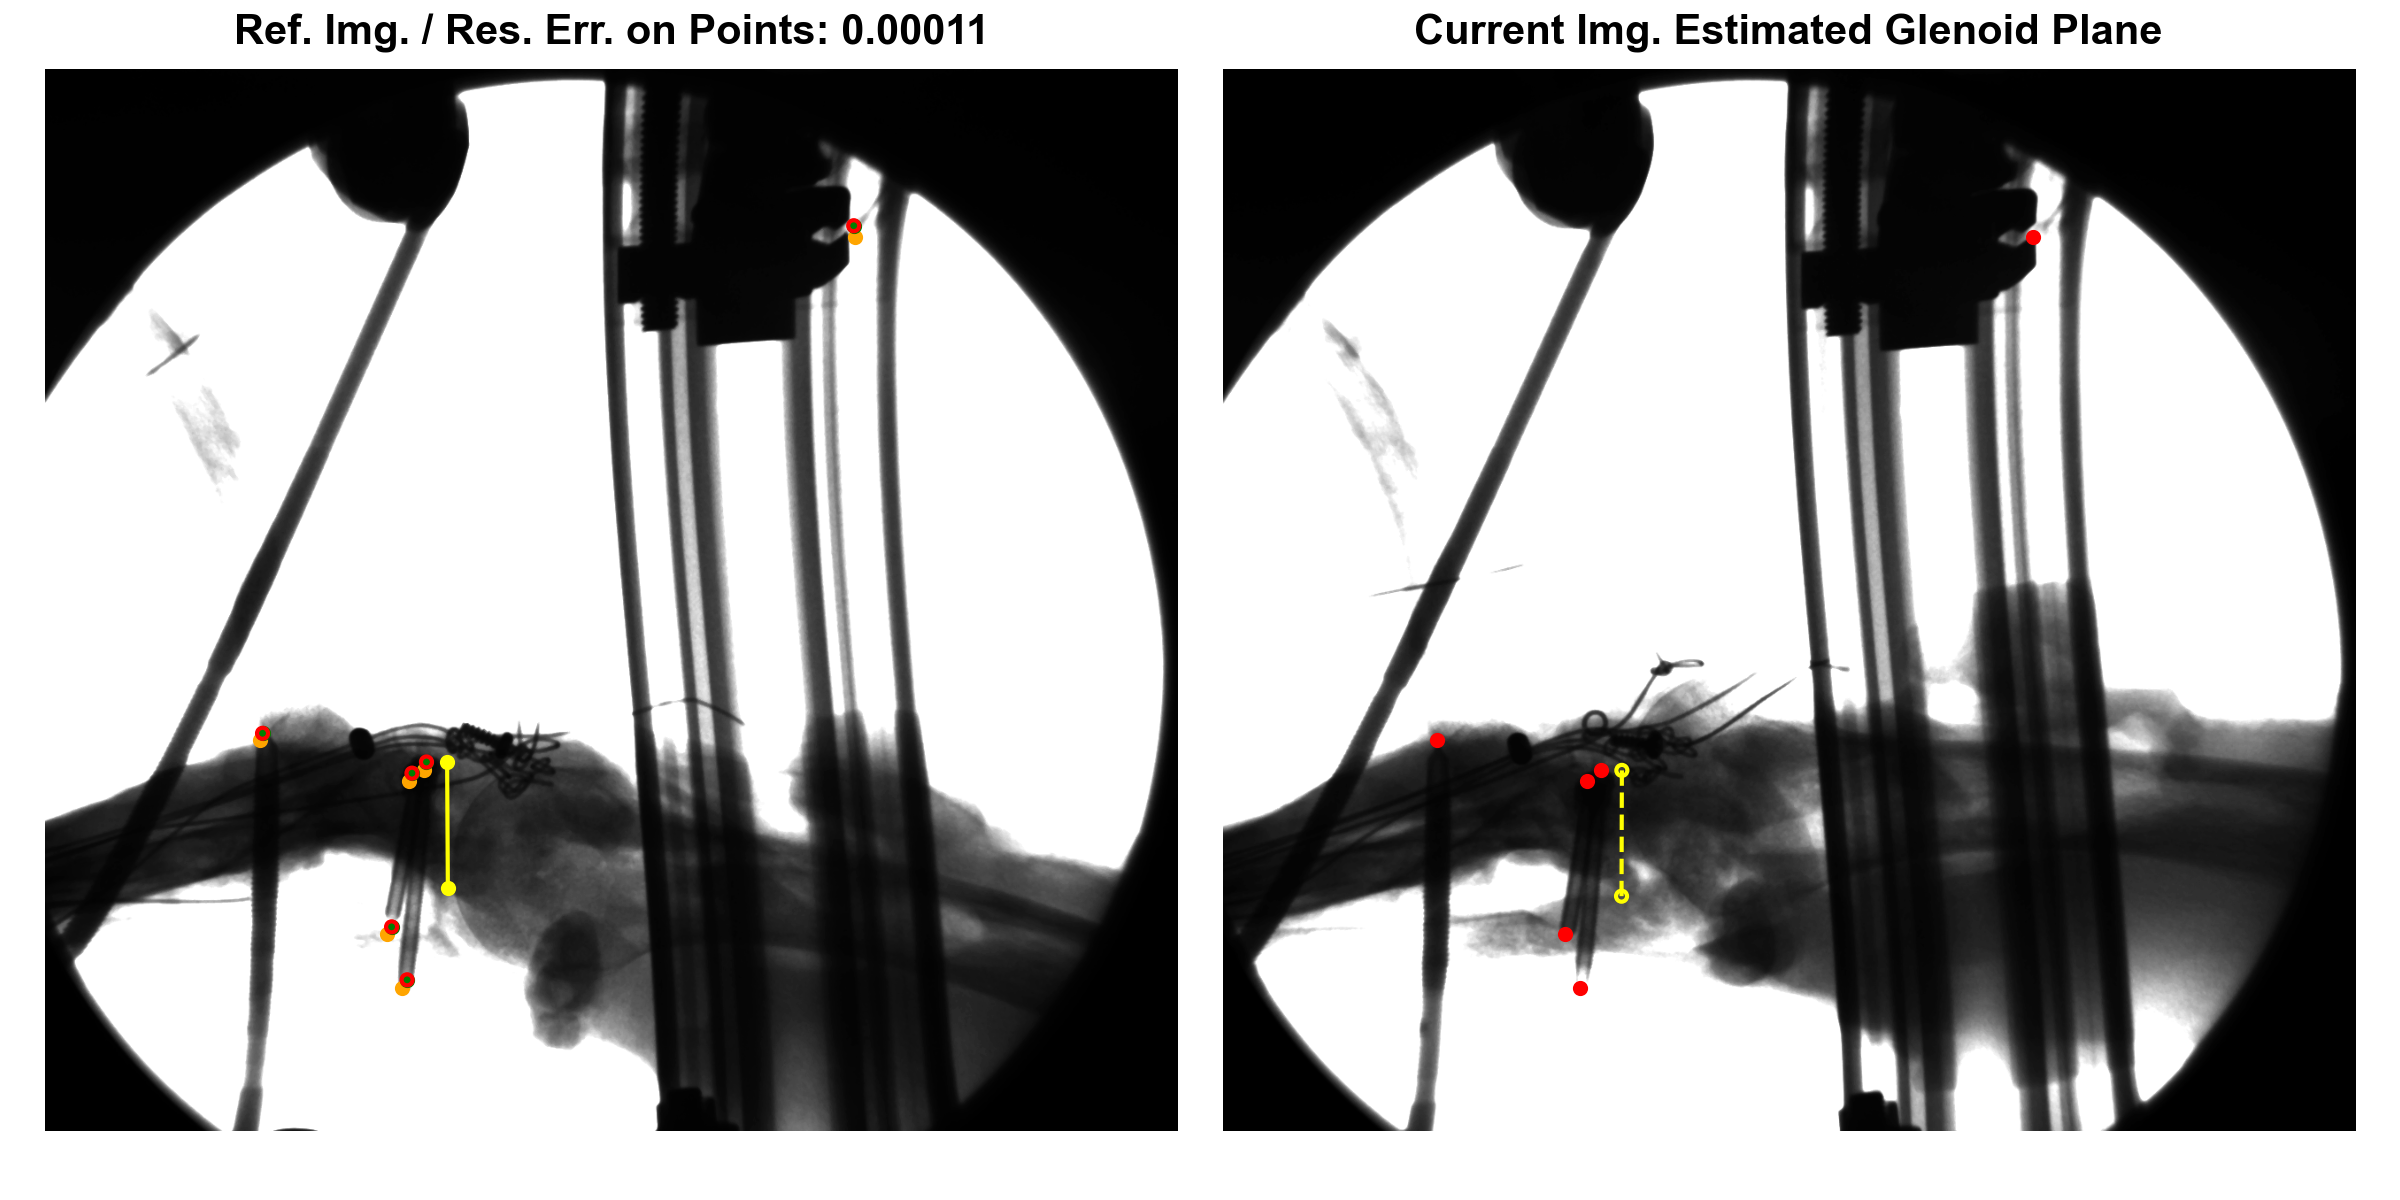 Ref. Img. / Res. Err. on Points: 0.00011
Current Img. Estimated Glenoid Plane